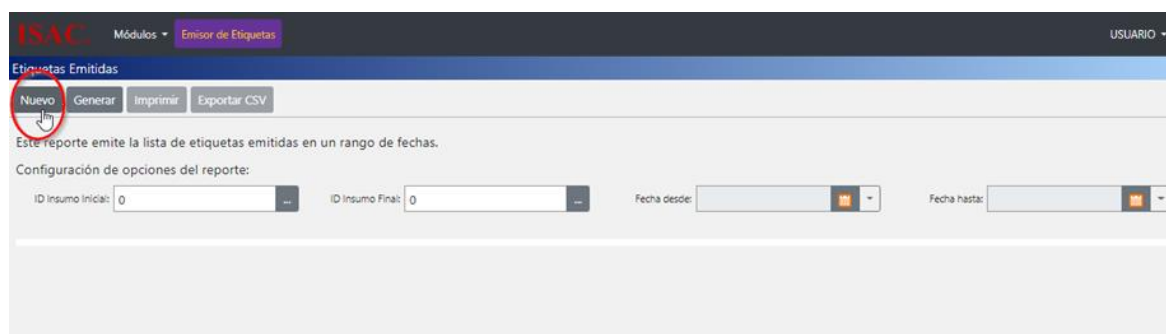 ISAC. Módulos Emisor de Etiquetas USUARIO
Etiquetas Emitidas
Nuevo Generar Imprimir Exportar CSV
Este reporte emite la lista de etiquetas emitidas en un rango de fechas.
Configuración de opciones del reporte:
ID Insumo Inicial: 0 ... ID Insumo Final: 0 ... Fecha desde: Fecha hasta: